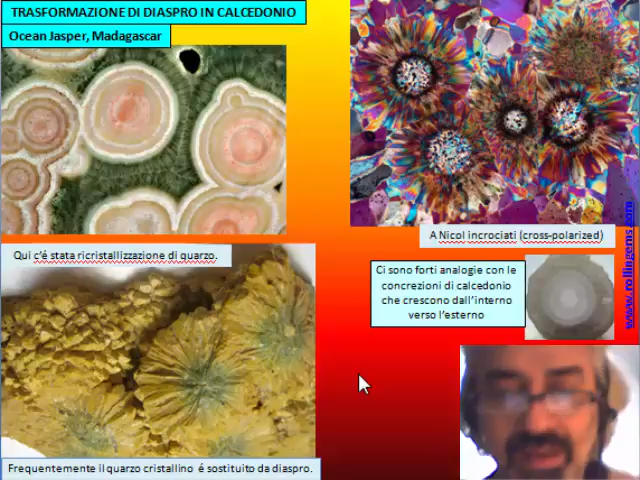 TRASFORMAZIONE DI DIASPRO IN CALCEDONIO
Ocean Jasper, Madagascar
A Nicol incrociati (cross-polarized)
Qui c'é stata ricristallizzazione di quarzo.
Ci sono forti analogie con le
concrezioni di calcedonio
che crescono dall'interno
verso l'esterno
www.rollingems.com
Frequentemente il quarzo cristallino é sostituito da diaspro.